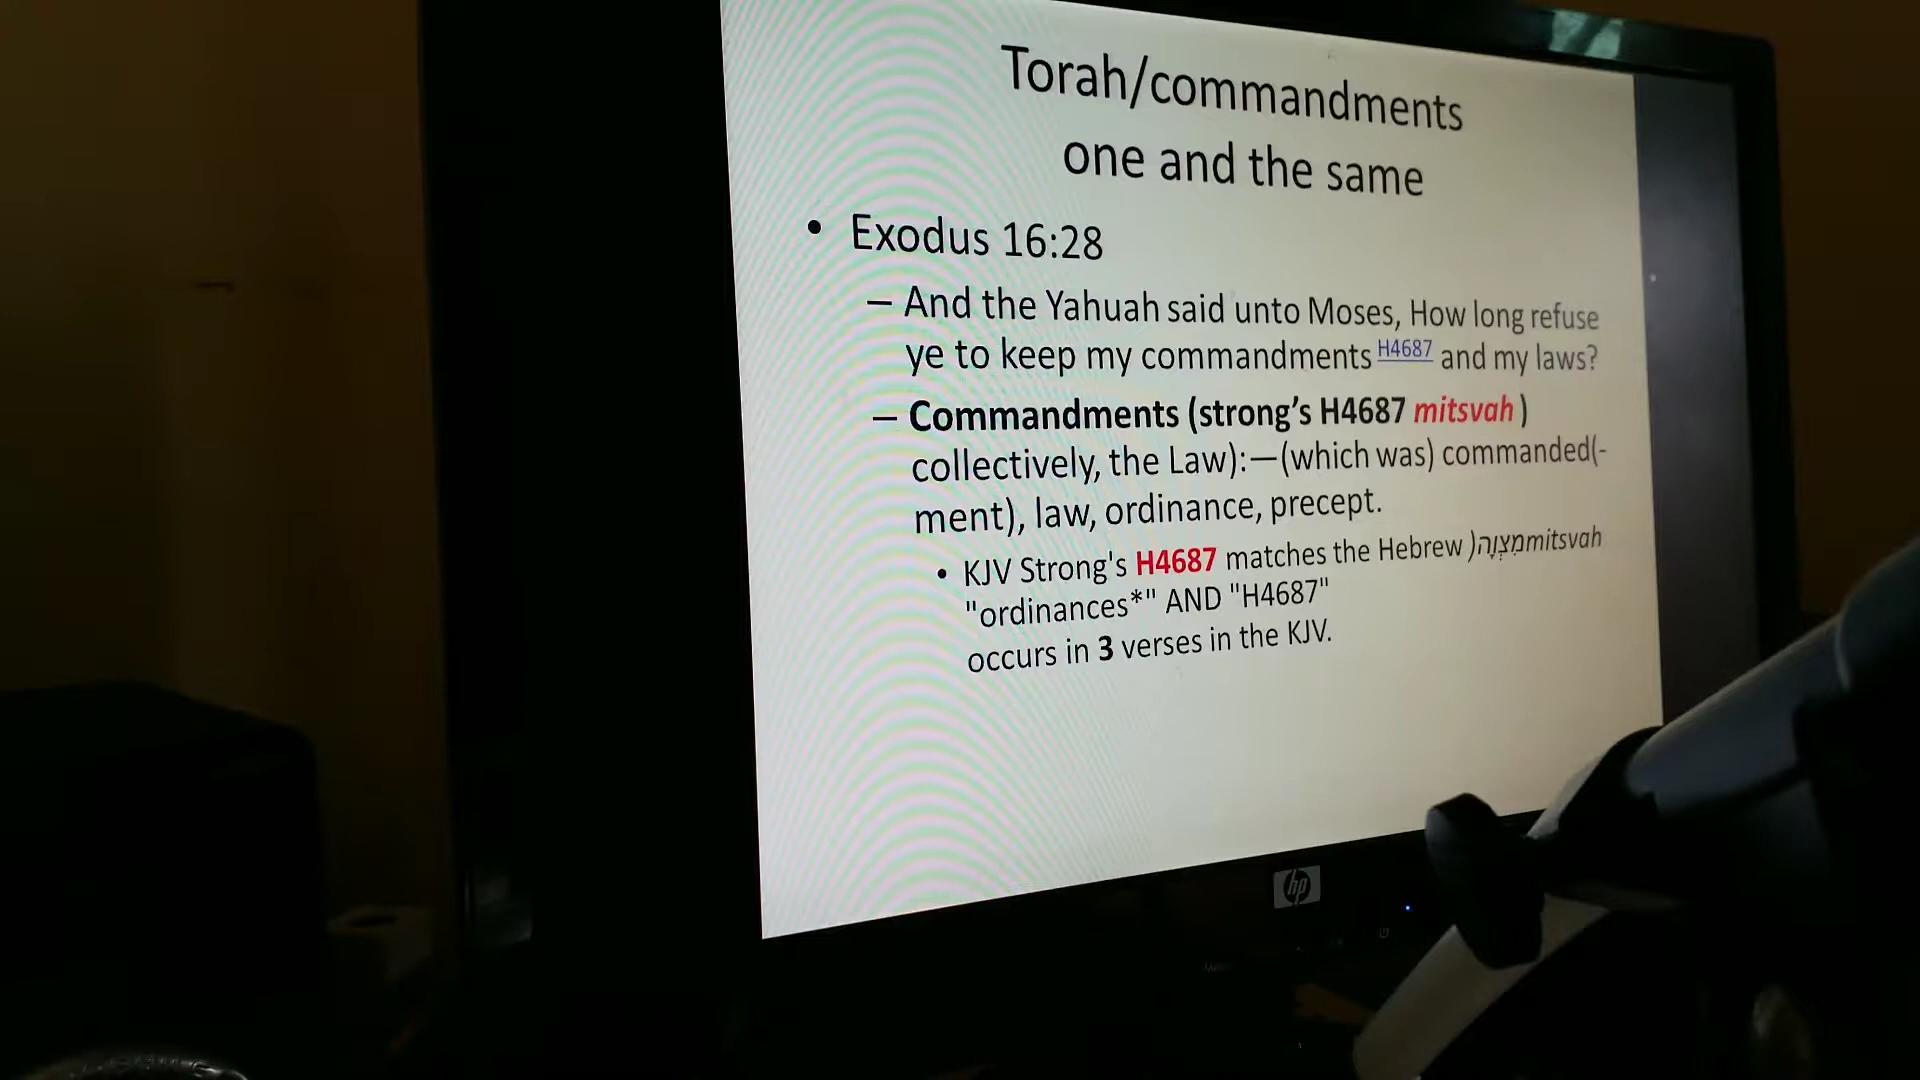 Torah/commandments
one and the same
• Exodus 16:28
– And the Yahuah said unto Moses, How long refuse
ye to keep my commandments H4687 and my laws?
– Commandments (strong’s H4687 mitsvah )
collectively, the Law):—(which was) commanded(-
ment), law, ordinance, precept.
• KJV Strong's H4687 matches the Hebrew )מִצְוָהmitsvah
"ordinances*" AND "H4687"
occurs in 3 verses in the KJV.
hp